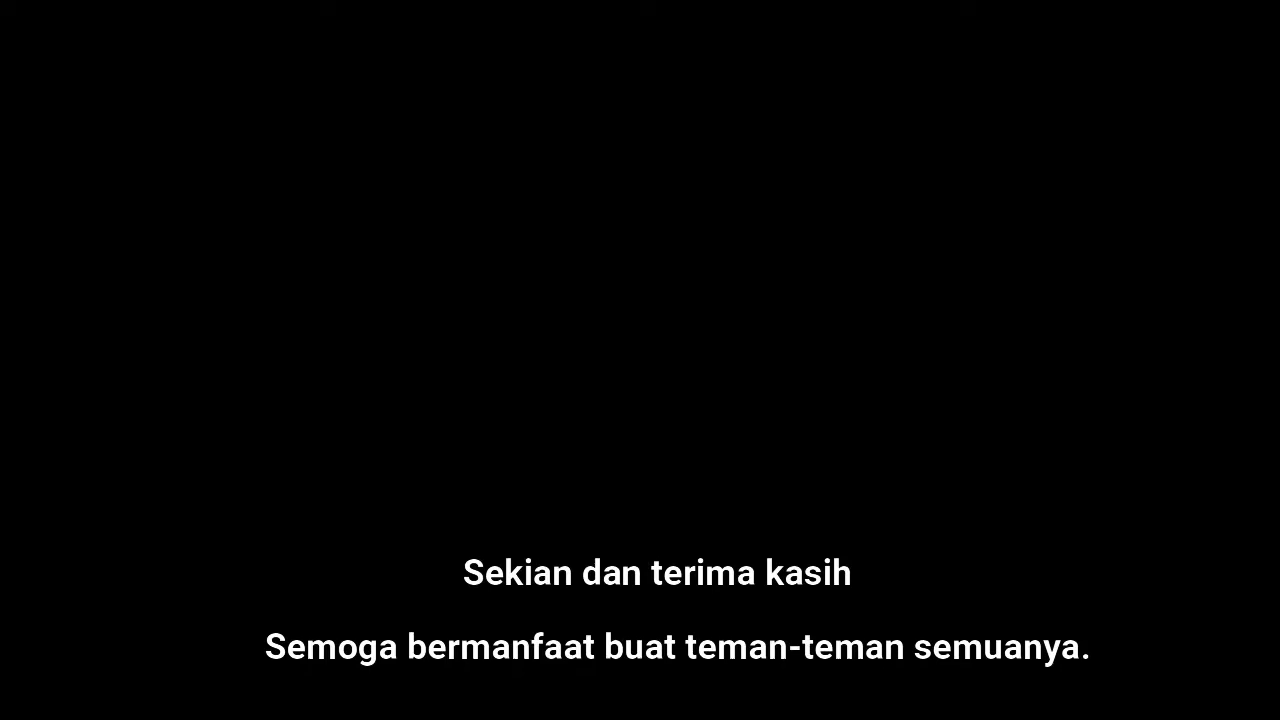 Sekian dan terima kasih
Semoga bermanfaat buat teman-teman semuanya.